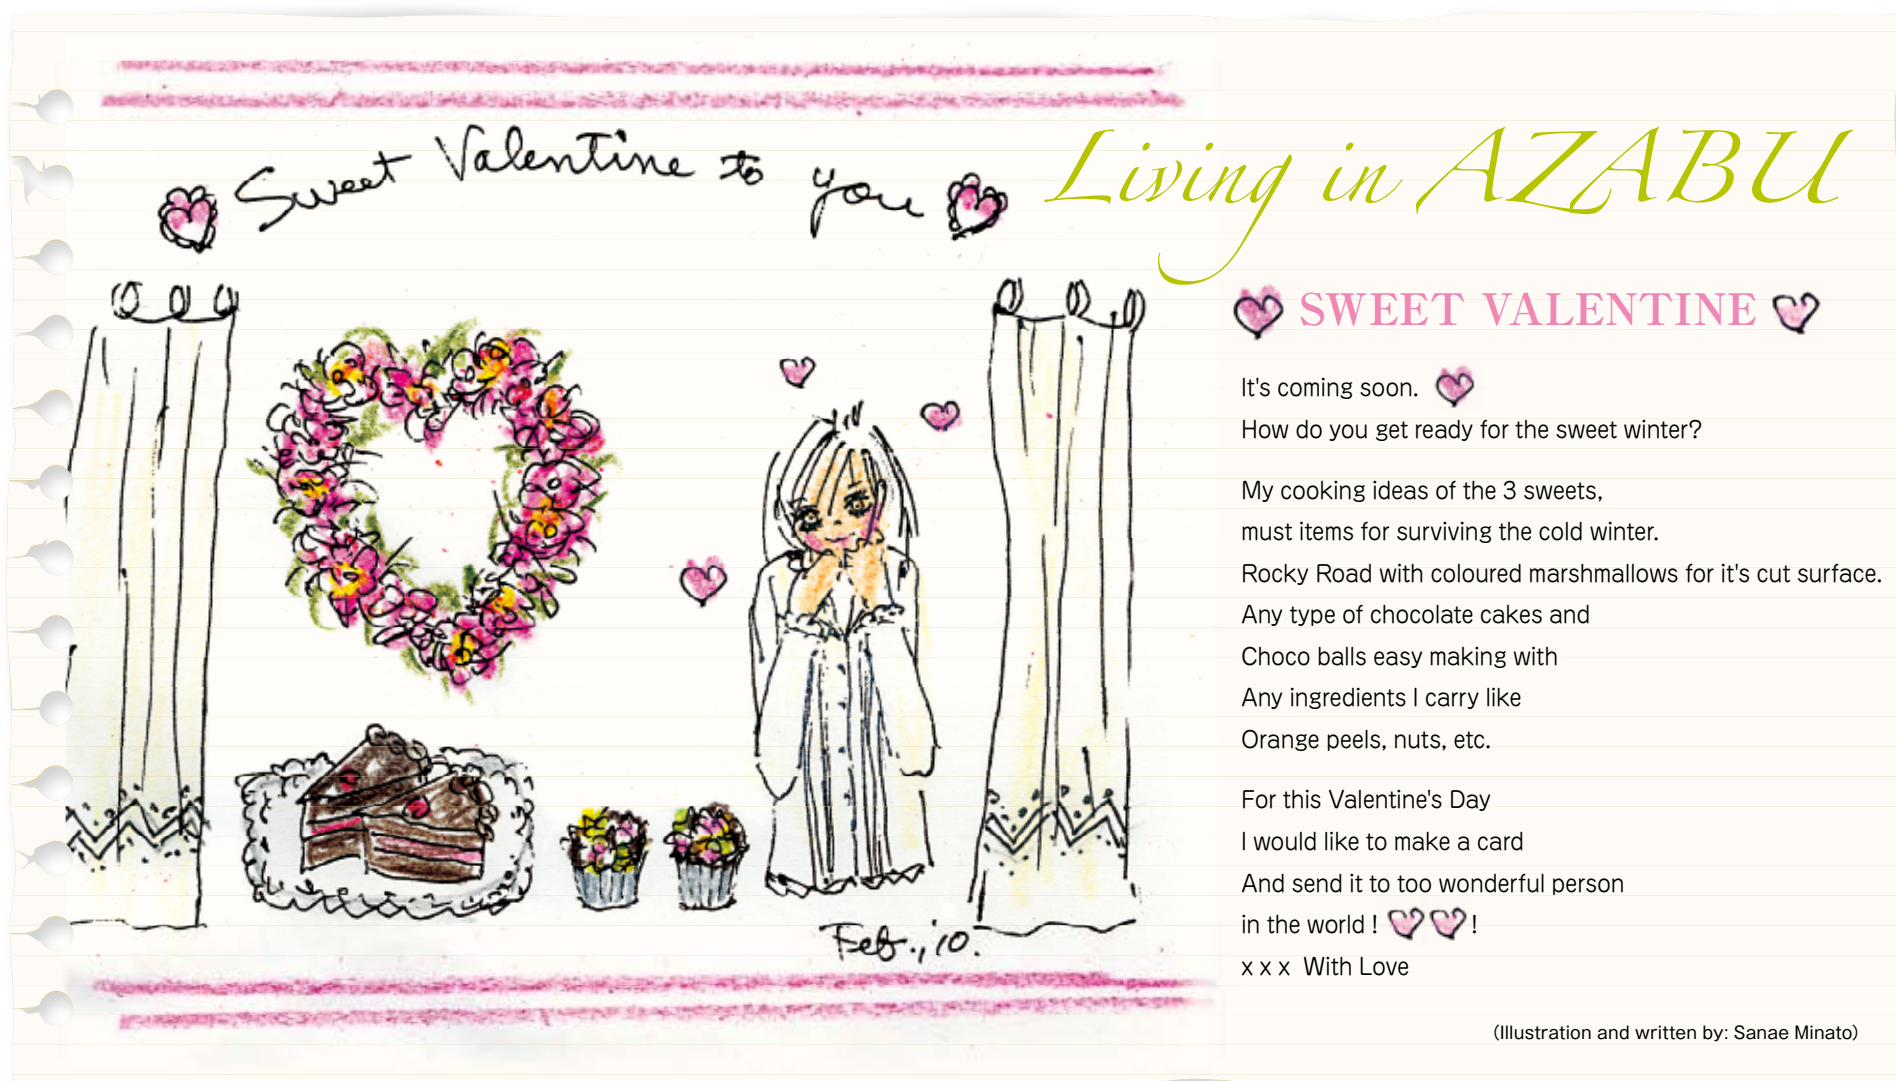 Sweet Valentine to you
Living in AZABU
SWEET VALENTINE
It's coming soon.
How do you get ready for the sweet winter?
My cooking ideas of the 3 sweets,
must items for surviving the cold winter.
Rocky Road with coloured marshmallows for it's cut surface.
Any type of chocolate cakes and
Choco balls easy making with
Any ingredients I carry like
Orange peels, nuts, etc.
For this Valentine's Day
I would like to make a card
And send it to too wonderful person
in the world ! !
x x x With Love
Feb., '10.
(Illustration and written by: Sanae Minato)